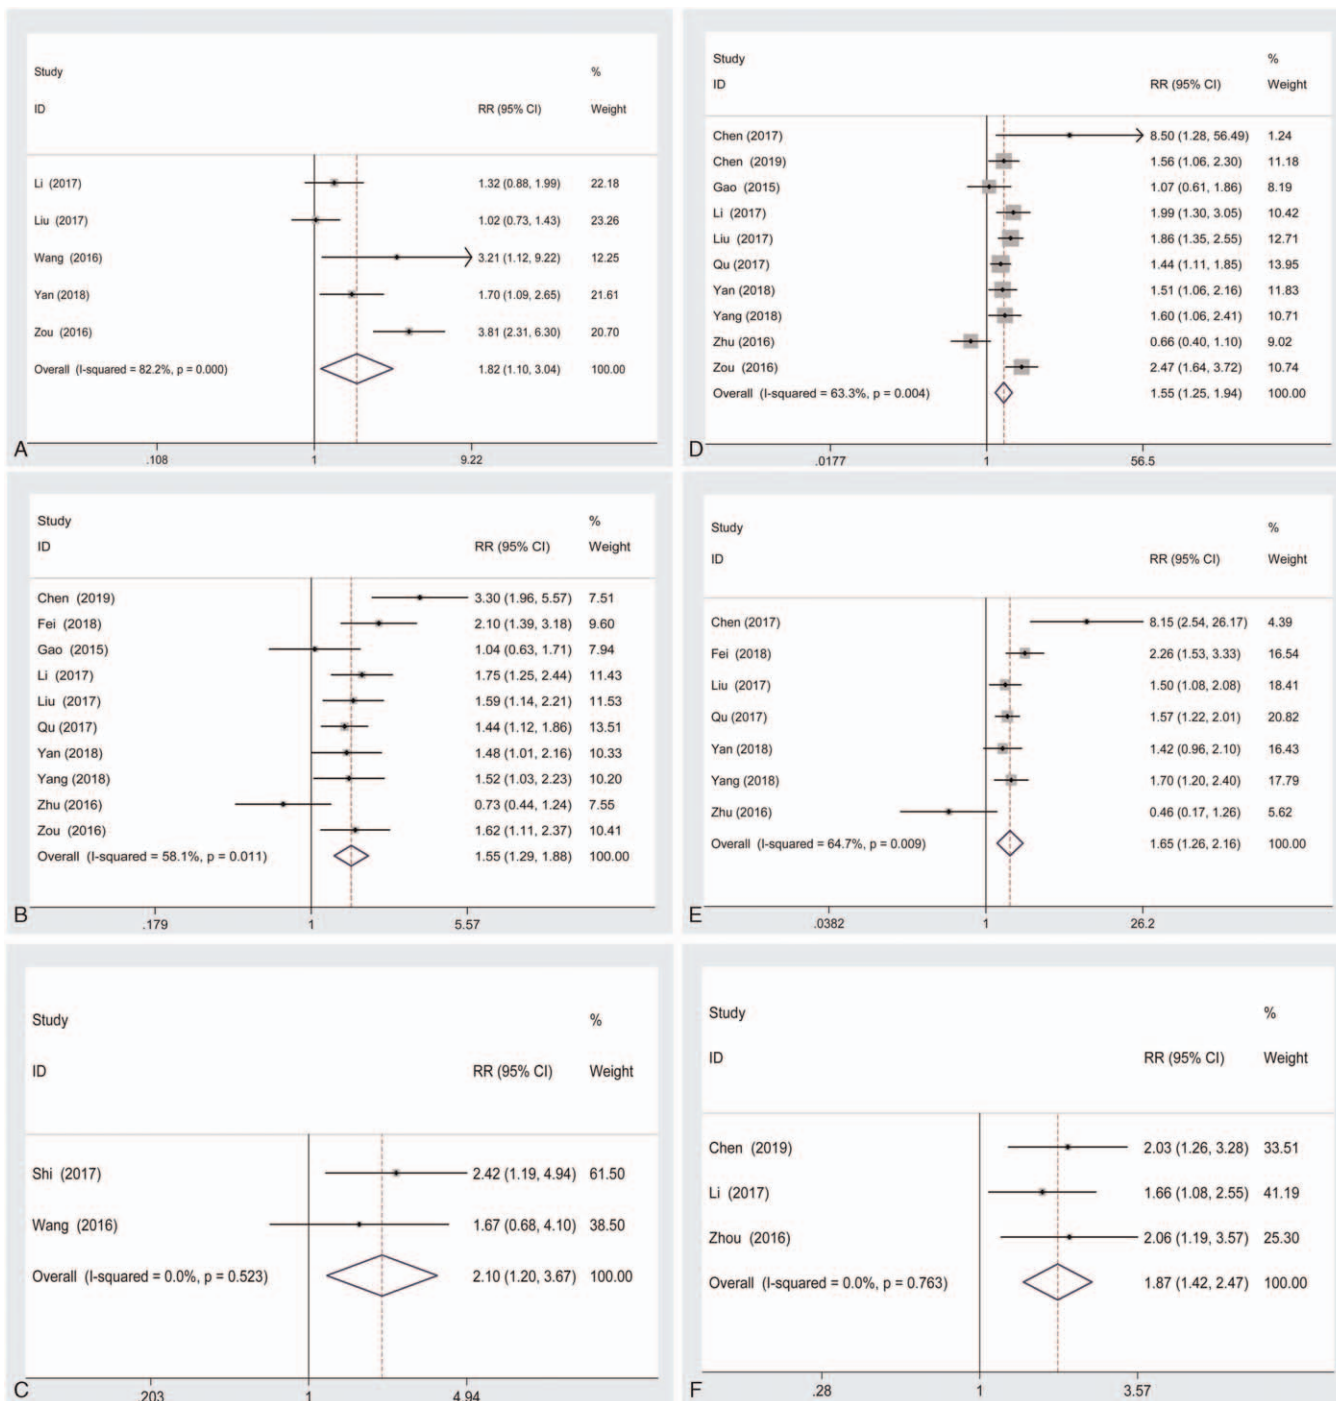 Study %
ID RR (95% CI) Weight
Li (2017) 1.32 (0.88, 1.99) 22.18
Liu (2017) 1.02 (0.73, 1.43) 23.26
Wang (2016) 3.21 (1.12, 9.22) 12.25
Yan (2018) 1.70 (1.09, 2.65) 21.61
Zou (2016) 3.81 (2.31, 6.30) 20.70
Overall (I-squared = 82.2%, p = 0.000) 1.82 (1.10, 3.04) 100.00
A
.108 1 9.22
Study %
ID RR (95% CI) Weight
Chen (2019) 3.30 (1.96, 5.57) 7.51
Fei (2018) 2.10 (1.39, 3.18) 9.60
Gao (2015) 1.04 (0.63, 1.71) 7.94
Li (2017) 1.75 (1.25, 2.44) 11.43
Liu (2017) 1.59 (1.14, 2.21) 11.53
Qu (2017) 1.44 (1.12, 1.86) 13.51
Yan (2018) 1.48 (1.01, 2.16) 10.33
Yang (2018) 1.52 (1.03, 2.23) 10.20
Zhu (2016) 0.73 (0.44, 1.24) 7.55
Zou (2016) 1.62 (1.11, 2.37) 10.41
Overall (I-squared = 58.1%, p = 0.011) 1.55 (1.29, 1.88) 100.00
B
.179 1 5.57
Study %
ID RR (95% CI) Weight
Shi (2017) 2.42 (1.19, 4.94) 61.50
Wang (2016) 1.67 (0.68, 4.10) 38.50
Overall (I-squared = 0.0%, p = 0.523) 2.10 (1.20, 3.67) 100.00
C
.203 1 4.94
Study %
ID RR (95% CI) Weight
Chen (2017) 8.50 (1.28, 56.49) 1.24
Chen (2019) 1.56 (1.06, 2.30) 11.18
Gao (2015) 1.07 (0.61, 1.86) 8.19
Li (2017) 1.99 (1.30, 3.05) 10.42
Liu (2017) 1.86 (1.35, 2.55) 12.71
Qu (2017) 1.44 (1.11, 1.85) 13.95
Yan (2018) 1.51 (1.06, 2.16) 11.83
Yang (2018) 1.60 (1.06, 2.41) 10.71
Zhu (2016) 0.66 (0.40, 1.10) 9.02
Zou (2016) 2.47 (1.64, 3.72) 10.74
Overall (I-squared = 63.3%, p = 0.004) 1.55 (1.25, 1.94) 100.00
D
.0177 1 56.5
Study %
ID RR (95% CI) Weight
Chen (2017) 8.15 (2.54, 26.17) 4.39
Fei (2018) 2.26 (1.53, 3.33) 16.54
Liu (2017) 1.50 (1.08, 2.08) 18.41
Qu (2017) 1.57 (1.22, 2.01) 20.82
Yan (2018) 1.42 (0.96, 2.10) 16.43
Yang (2018) 1.70 (1.20, 2.40) 17.79
Zhu (2016) 0.46 (0.17, 1.26) 5.62
Overall (I-squared = 64.7%, p = 0.009) 1.65 (1.26, 2.16) 100.00
E
.0382 1 26.2
Study %
ID RR (95% CI) Weight
Chen (2019) 2.03 (1.26, 3.28) 33.51
Li (2017) 1.66 (1.08, 2.55) 41.19
Zhou (2016) 2.06 (1.19, 3.57) 25.30
Overall (I-squared = 0.0%, p = 0.763) 1.87 (1.42, 2.47) 100.00
F
.28 1 3.57